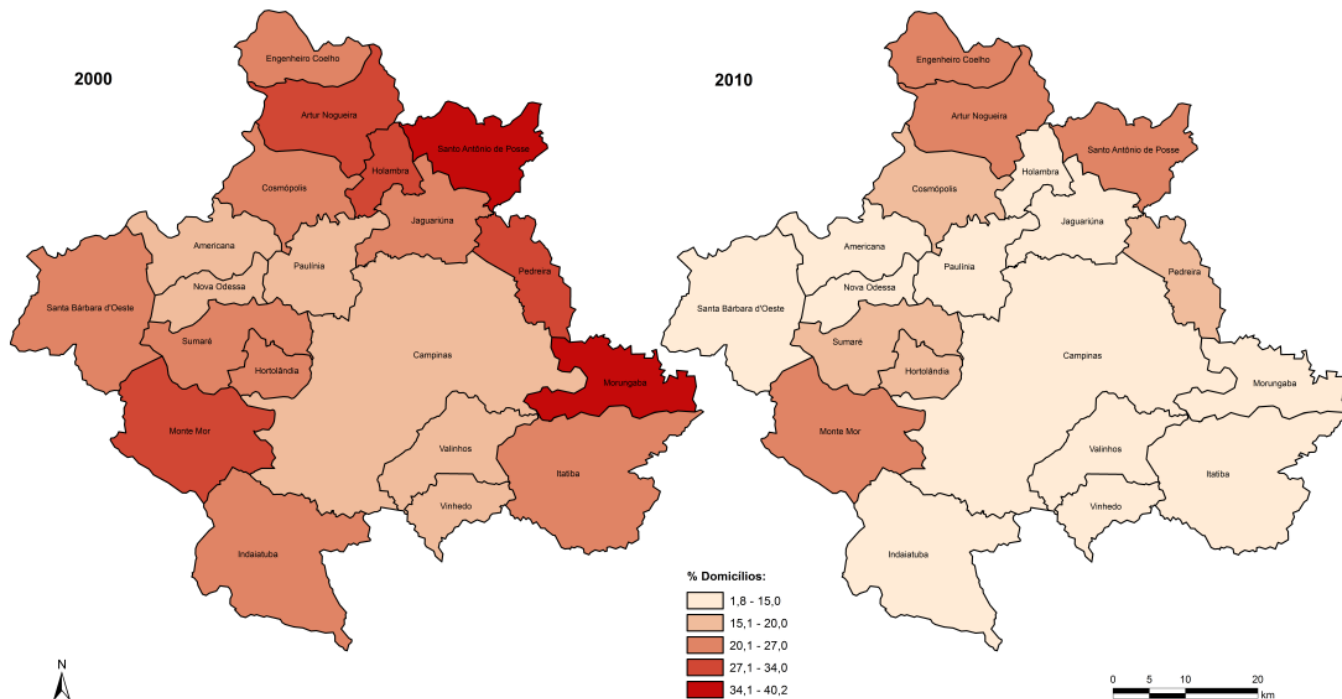 2000
Engenheiro Coelho
Artur Nogueira
Santo Antônio de Posse
Holambra
Cosmópolis
Jaguariúna
Americana
Paulínia
Pedreira
Nova Odessa
Santa Bárbara d'Oeste
Sumaré
Hortolândia
Campinas
Morungaba
Monte Mor
Valinhos
Itatiba
Vinhedo
Indaiatuba
2010
Engenheiro Coelho
Artur Nogueira
Santo Antônio de Posse
Holambra
Cosmópolis
Jaguariúna
Americana
Paulínia
Pedreira
Nova Odessa
Santa Bárbara d'Oeste
Sumaré
Hortolândia
Campinas
Morungaba
Monte Mor
Valinhos
Itatiba
Vinhedo
Indaiatuba
% Domicílios:
1,8 - 15,0
15,1 - 20,0
20,1 - 27,0
27,1 - 34,0
34,1 - 40,2
N
0 5 10 20
km